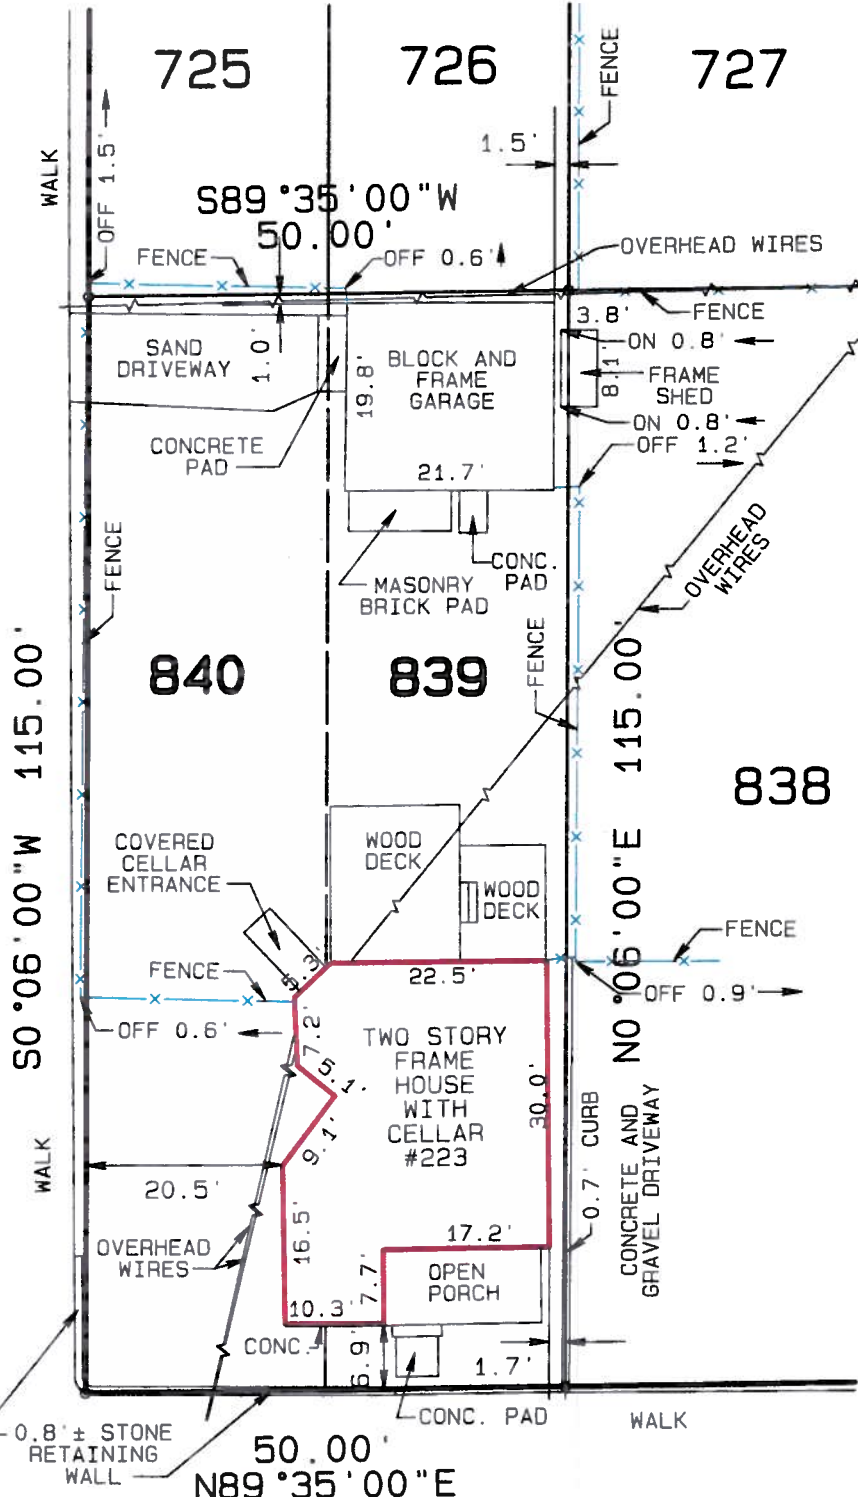 725
726
727
FENCE
WALK
OFF 1.5'
1.5'
S89°35'00"W
50.00'
FENCE
OFF 0.6'
OVERHEAD WIRES
FENCE
3.8'
SAND
DRIVEWAY
1.0'
19.8'
BLOCK AND
FRAME
GARAGE
ON 0.8'
8.1'
FRAME
SHED
ON 0.8'
CONCRETE
PAD
OFF 1.2'
21.7'
FENCE
CONC.
PAD
MASONRY
BRICK PAD
OVERHEAD
WIRES
840
839
FENCE
S0°06'00"W 115.00'
N0°06'00"E 115.00'
838
COVERED
CELLAR
ENTRANCE
WOOD
DECK
WOOD
DECK
FENCE
FENCE
5.3'
22.5'
OFF 0.9'
OFF 0.6'
7.2'
TWO STORY
FRAME
HOUSE
WITH
CELLAR
#223
5.1'
30.0'
9.1'
WALK
20.5'
0.7' CURB
CONCRETE AND
GRAVEL DRIVEWAY
16.5'
17.2'
OVERHEAD
WIRES
7.7'
OPEN
PORCH
10.3'
CONC.
6.9'
1.7'
CONC. PAD
WALK
0.8'± STONE
RETAINING
WALL
50.00'
N89°35'00"E